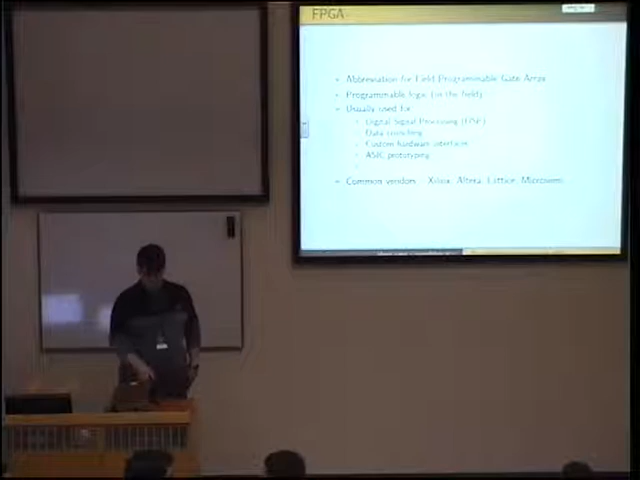 FPGA
Abbreviation for Field Programmable Gate Array
Programmable logic (in the field)
Usually used for
Digital Signal Processing (DSP)
Data crunching
Custom hardware interfaces
ASIC prototyping
Common vendors Xilinx, Altera, Lattice, Microsemi